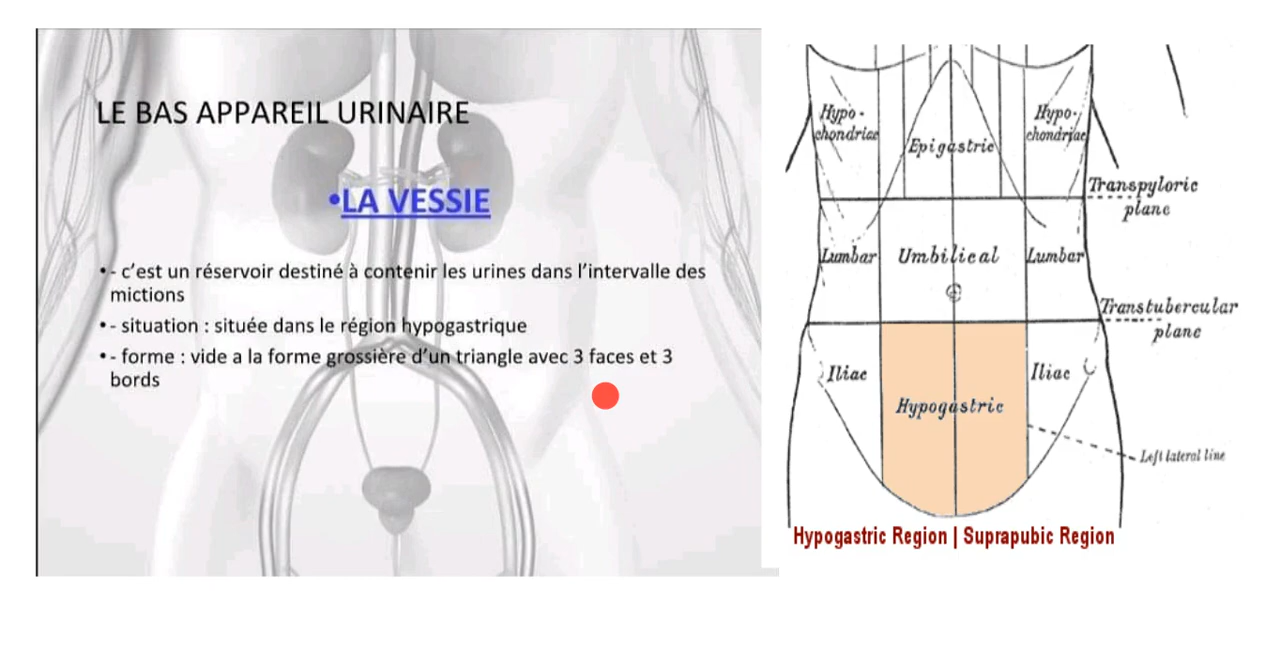 LE BAS APPAREIL URINAIRE
•LA VESSIE
• - c’est un réservoir destiné à contenir les urines dans l’intervalle des
mictions
• - situation : située dans le région hypogastrique
• - forme : vide a la forme grossière d’un triangle avec 3 faces et 3
bords
Hypo-
chondriac
Epigastric
Hypo-
chondriac
Transpyloric
plane
Lumbar
Umbilical
Lumbar
Transtubercular
plane
Iliac
Hypogastric
Iliac
Left lateral line
Hypogastric Region | Suprapubic Region